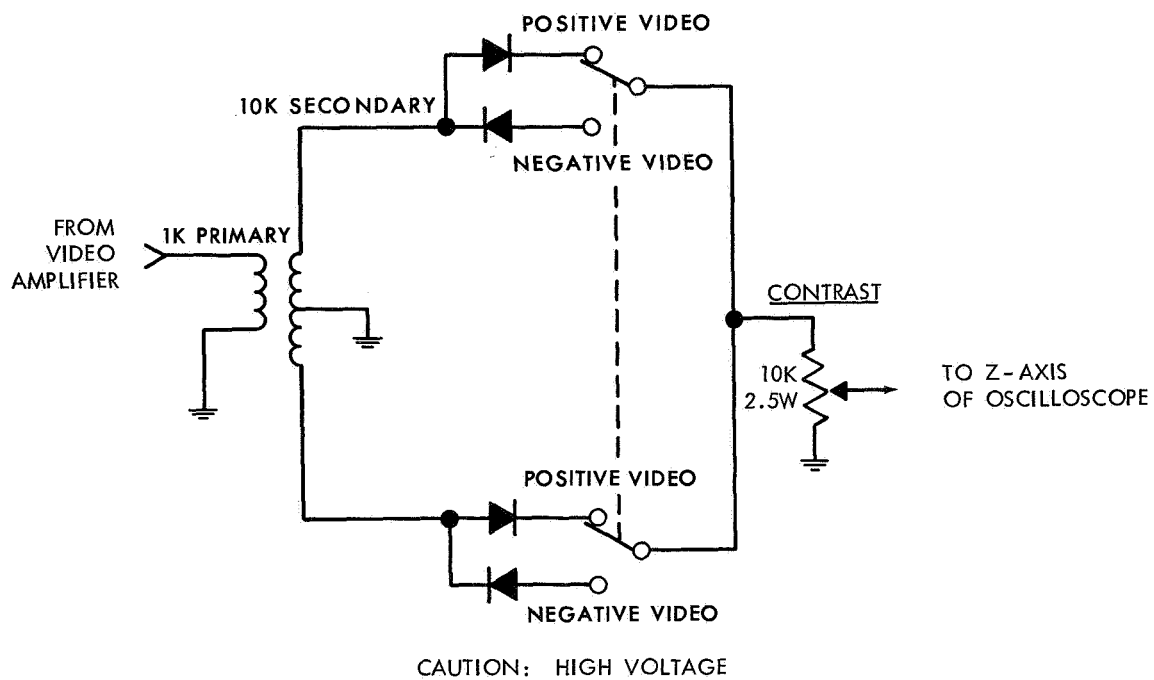 POSITIVE VIDEO
10K SECONDARY
NEGATIVE VIDEO
FROM
VIDEO
AMPLIFIER
1K PRIMARY
CONTRAST
10K
2.5W
TO Z-AXIS
OF OSCILLOSCOPE
POSITIVE VIDEO
NEGATIVE VIDEO
CAUTION: HIGH VOLTAGE